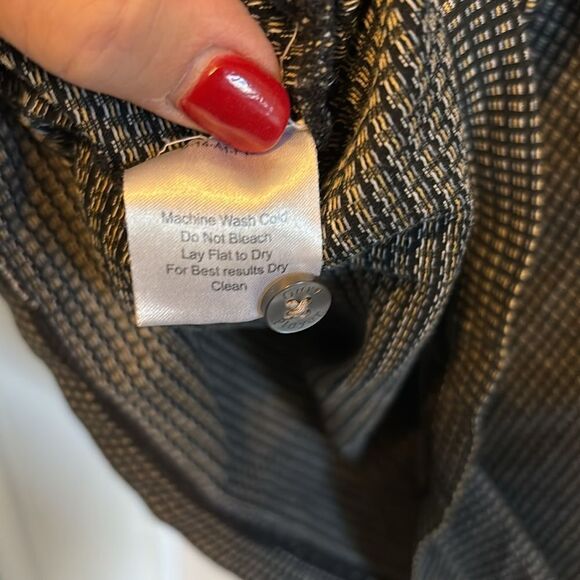 Machine Wash Cold
Do Not Bleach
Lay Flat to Dry
For Best results Dry
Clean